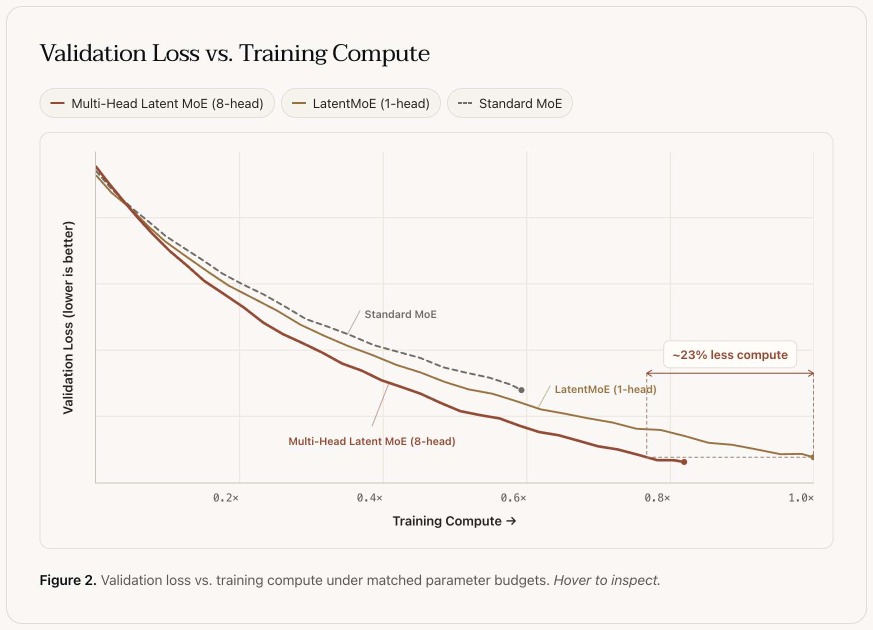 Validation Loss vs. Training Compute
Multi-Head Latent MoE (8-head)
LatentMoE (1-head)
Standard MoE
Validation Loss (lower is better)
Standard MoE
~23% less compute
LatentMoE (1-head)
Multi-Head Latent MoE (8-head)
0.2×
0.4×
0.6×
0.8×
1.0×
Training Compute →
Figure 2. Validation loss vs. training compute under matched parameter budgets. Hover to inspect.